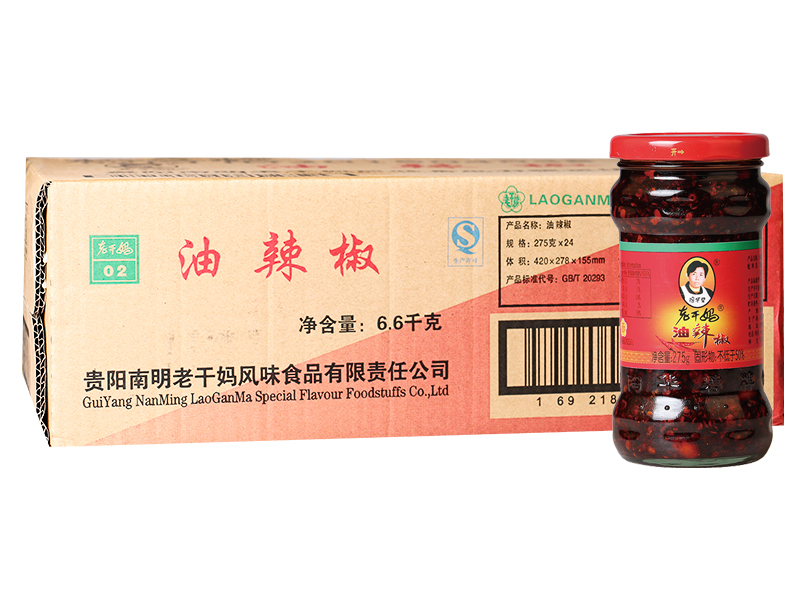 老干妈
02
油辣椒
净含量：6.6千克
贵阳南明老干妈风味食品有限责任公司
GuiYang NanMing LaoGanMa Special Flavour Foodstuffs Co.,Ltd
LAOGANM
产品名称：油辣椒
规 格：275克×24
体 积：420×278×155mm
产品标准代号：GB/T 20293
1 69218
开
老干妈®
油辣椒
净含量:275g 固形物:不低于50%